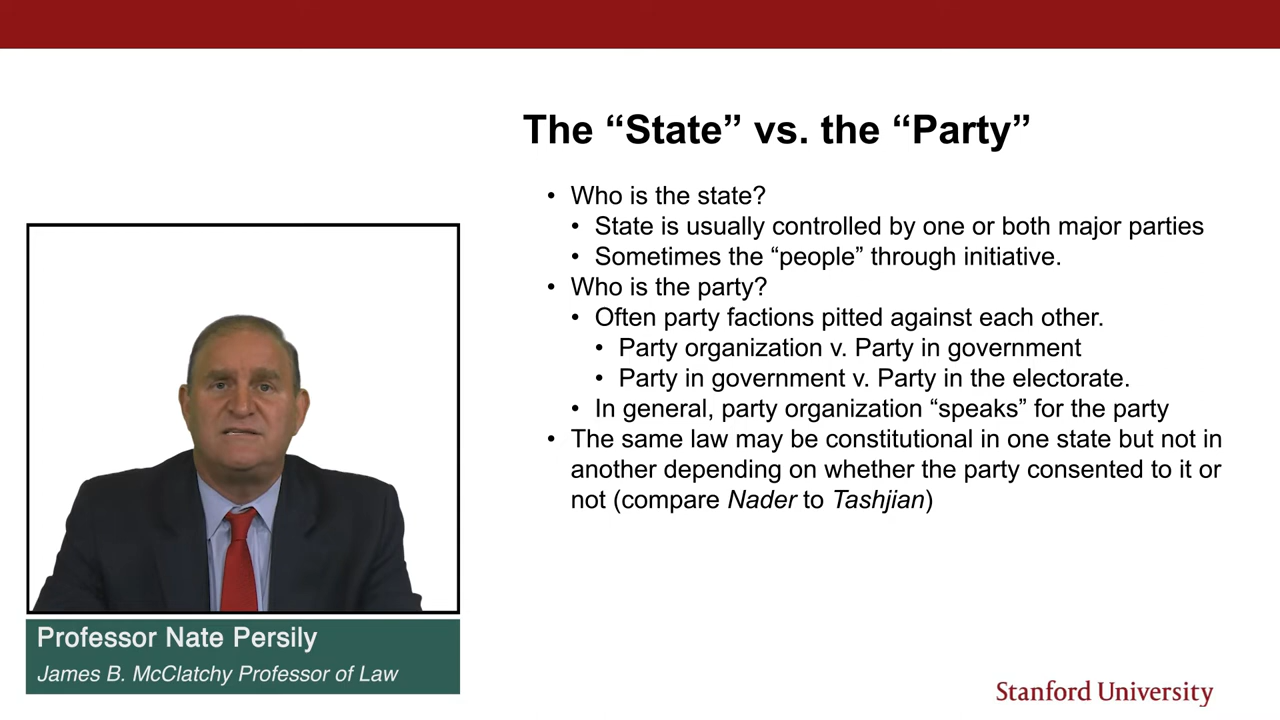 The “State” vs. the “Party”
• Who is the state?
• State is usually controlled by one or both major parties
• Sometimes the “people” through initiative.
• Who is the party?
• Often party factions pitted against each other.
• Party organization v. Party in government
• Party in government v. Party in the electorate.
• In general, party organization “speaks” for the party
• The same law may be constitutional in one state but not in
another depending on whether the party consented to it or
not (compare Nader to Tashjian)
Professor Nate Persily
James B. McClatchy Professor of Law
Stanford University